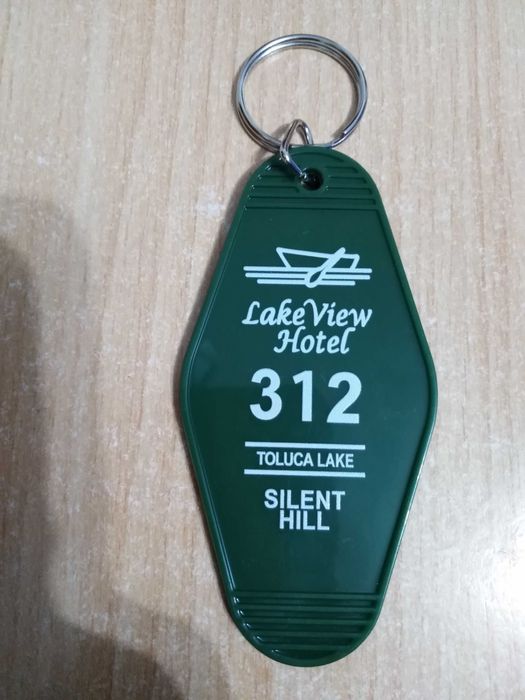 Lake View
Hotel
312
TOLUCA LAKE
SILENT
HILL